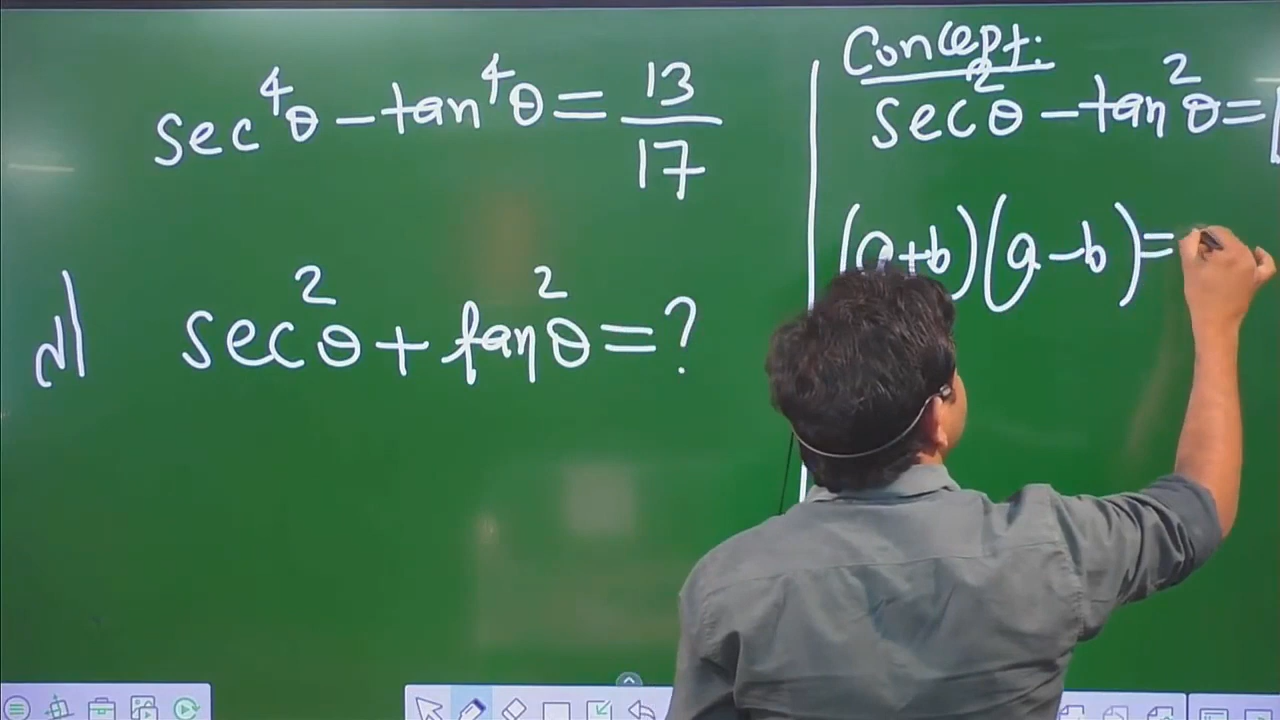 sec⁴θ – tan⁴θ = 13/17
तो sec²θ + tan²θ = ?
Concept:
sec²θ – tan²θ =
(a+b)(a–b) =